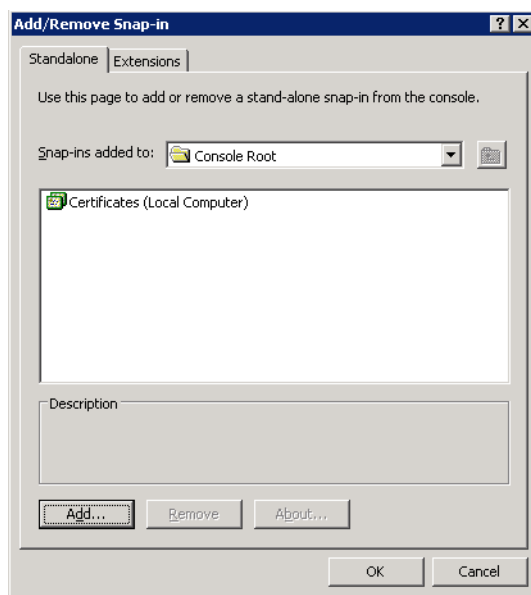 Add/Remove Snap-in
Standalone
Extensions
Use this page to add or remove a stand-alone snap-in from the console.
Snap-ins added to:
Console Root
Certificates (Local Computer)
Description
Add...
Remove
About...
OK
Cancel